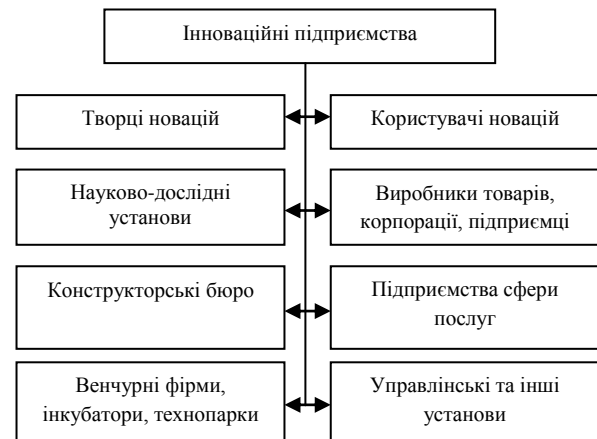 Інноваційні підприємства
Творці новацій
Користувачі новацій
Науково-дослідні
установи
Виробники товарів,
корпорації, підприємці
Конструкторські бюро
Підприємства сфери
послуг
Венчурні фірми,
інкубатори, технопарки
Управлінські та інші
установи